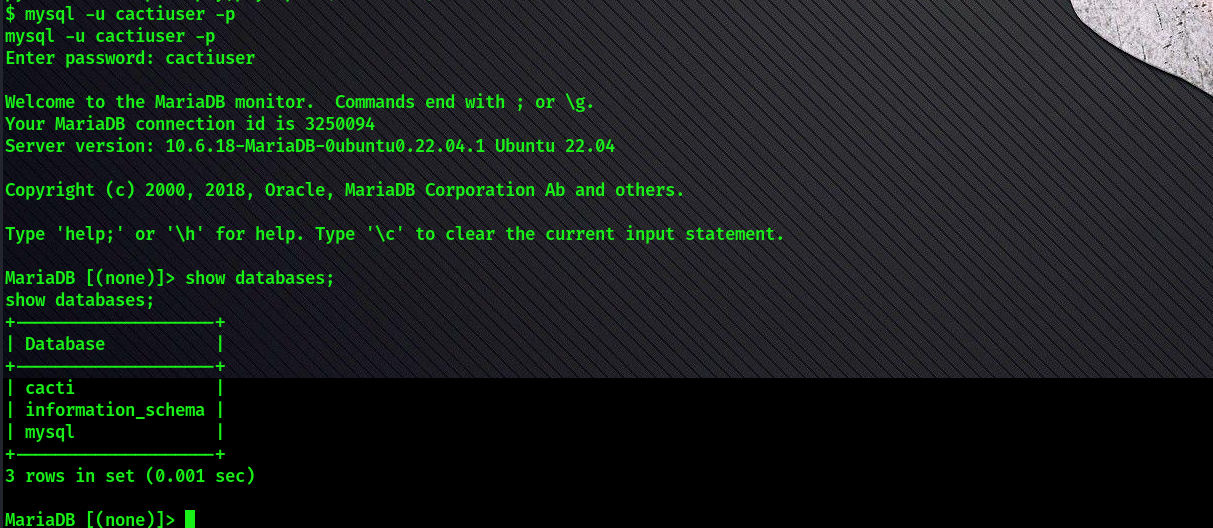 $ mysql -u cactiuser -p
mysql -u cactiuser -p
Enter password: cactiuser
Welcome to the MariaDB monitor.  Commands end with ; or \g.
Your MariaDB connection id is 3250094
Server version: 10.6.18-MariaDB-0ubuntu0.22.04.1 Ubuntu 22.04
Copyright (c) 2000, 2018, Oracle, MariaDB Corporation Ab and others.
Type 'help;' or '\h' for help. Type '\c' to clear the current input statement.
MariaDB [(none)]> show databases;
show databases;
+--------------------+
| Database           |
+--------------------+
| cacti              |
| information_schema |
| mysql              |
+--------------------+
3 rows in set (0.001 sec)
MariaDB [(none)]>